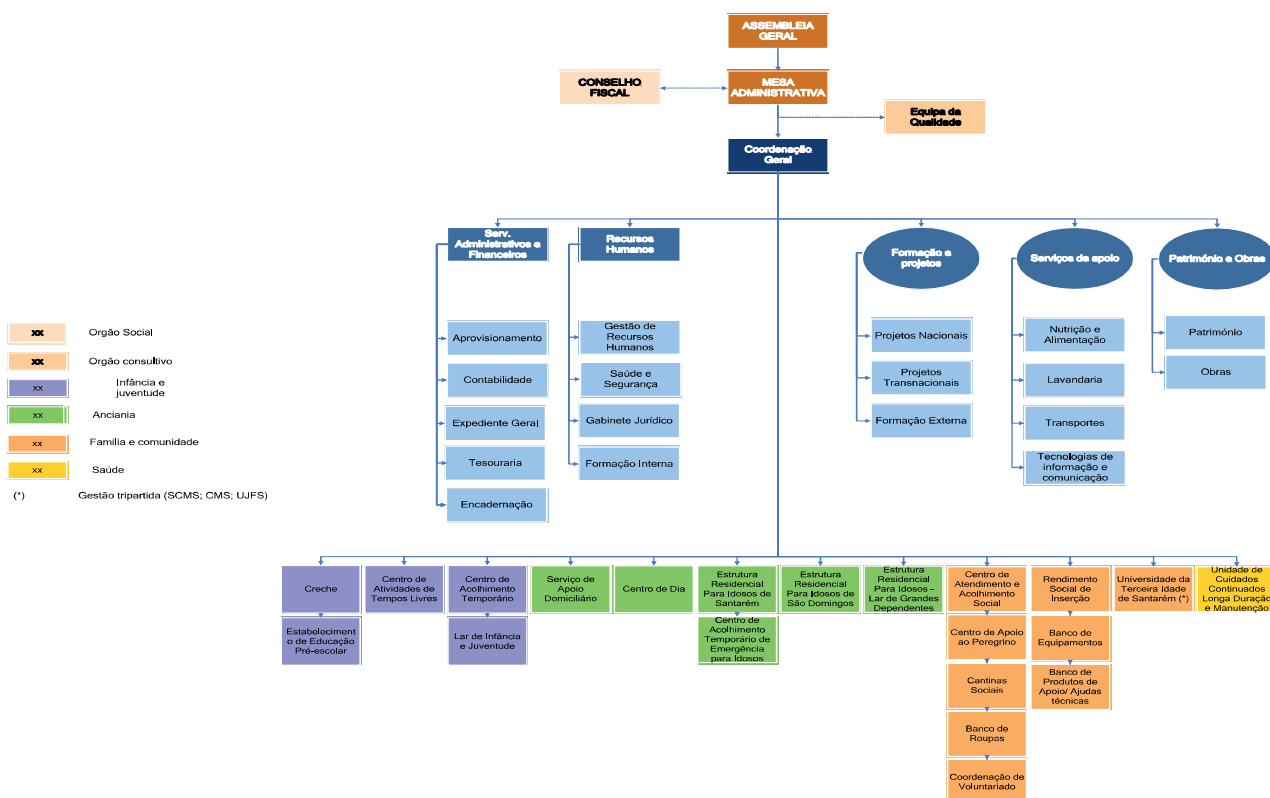 ASSEMBLEIA
GERAL
CONSELHO
FISCAL
MESA
ADMINISTRATIVA
Equipa da
Qualidade
Coordenação
Geral
Serv.
Administrativos e
Financeiros
Recursos
Humanos
Formação e
projetos
Serviços de apoio
Património e Obras
Aprovisionamento
Contabilidade
Expediente Geral
Tesouraria
Encadernação
Gestão de
Recursos
Humanos
Saúde e
Segurança
Gabinete Jurídico
Formação Interna
Projetos Nacionais
Projetos
Transnacionais
Formação Externa
Nutrição e
Alimentação
Lavandaria
Transportes
Tecnologias de
informação e
comunicação
Património
Obras
xx Orgão Social
xx Orgão consultivo
xx Infância e
juventude
xx Anciania
xx Família e comunidade
xx Saúde
(*) Gestão tripartida (SCMS; CMS; UJFS)
Creche
Estabeleciment
o de Educação
Pré-escolar
Centro de
Atividades de
Tempos Livres
Centro de
Acolhimento
Temporário
Lar de Infância
e Juventude
Serviço de
Apoio
Domiciliário
Centro de Dia
Estrutura
Residencial
Para Idosos de
Santarém
Centro de
Acolhimento
Temporário de
Emergência
para Idosos
Estrutura
Residencial
Para Idosos de
São Domingos
Estrutura
Residencial
Para Idosos –
Lar de Grandes
Dependentes
Centro de
Atendimento e
Acolhimento
Social
Centro de Apoio
ao Peregrino
Cantinas
Sociais
Banco de
Roupas
Coordenação de
Voluntariado
Rendimento
Social de
Inserção
Banco de
Equipamentos
Banco de
Produtos de
Apoio/ Ajudas
técnicas
Universidade da
Terceira Idade
de Santarém (*)
Unidade de
Cuidados
Continuados
Longa Duração
e Manutenção